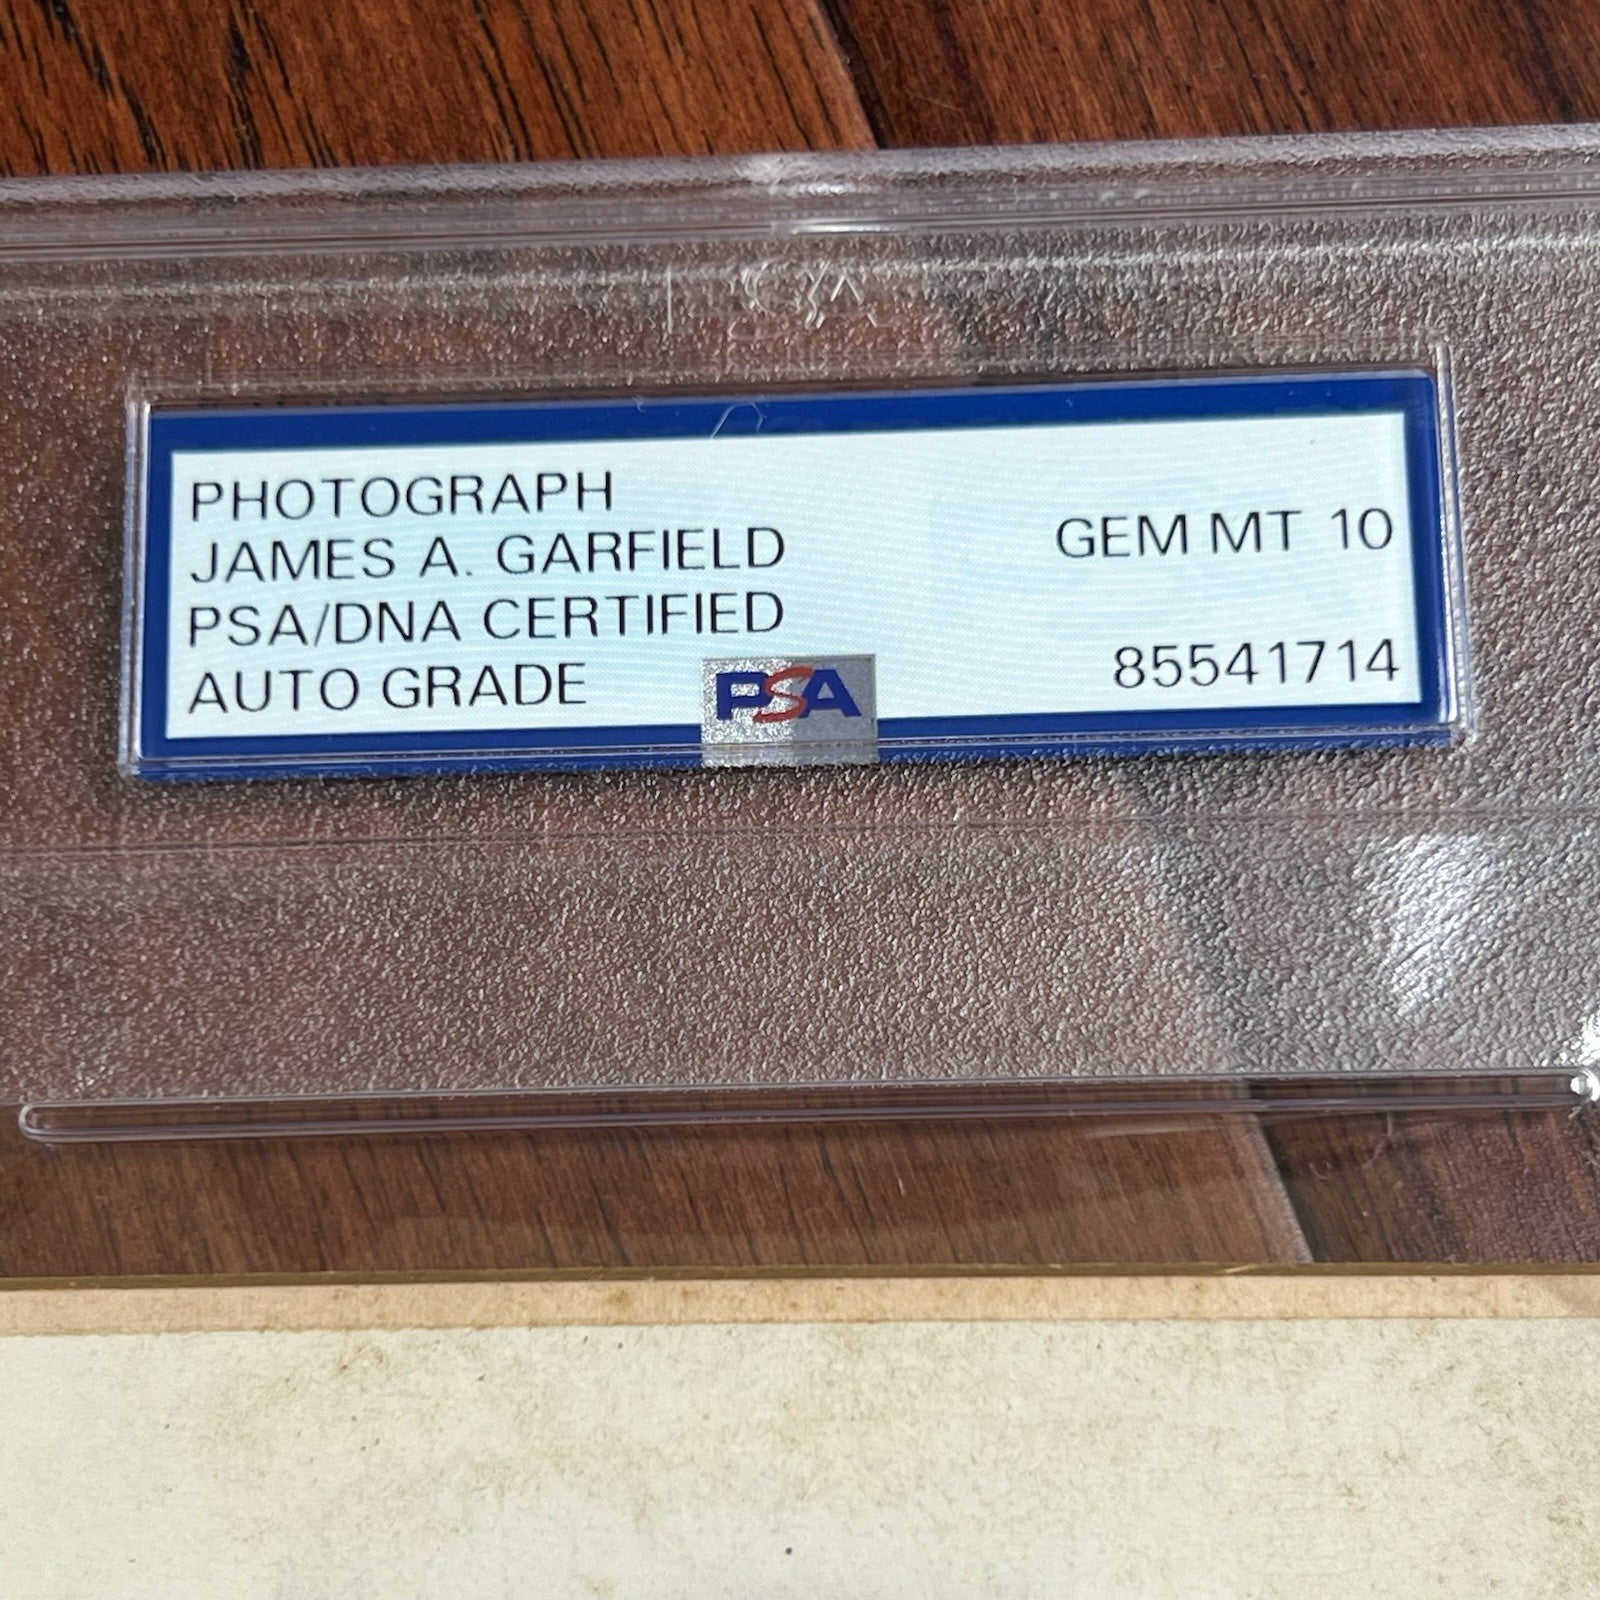 PHOTOGRAPH
JAMES A. GARFIELD
PSA/DNA CERTIFIED
AUTO GRADE
GEM MT 10
85541714
PSA